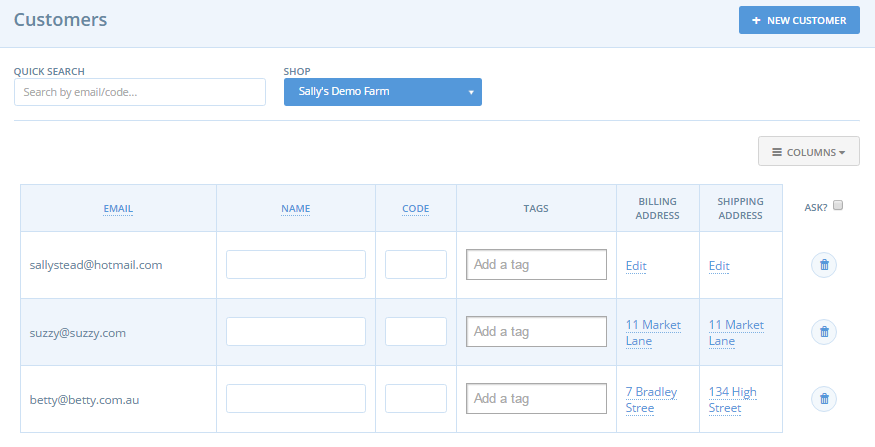 Customers
+ NEW CUSTOMER
QUICK SEARCH
SHOP
Search by email/code...
Sally's Demo Farm
COLUMNS
EMAIL
NAME
CODE
TAGS
BILLING
ADDRESS
SHIPPING
ADDRESS
ASK?
sallystead@hotmail.com
Add a tag
Edit
Edit
suzzy@suzzy.com
Add a tag
11 Market
Lane
11 Market
Lane
betty@betty.com.au
Add a tag
7 Bradley
Stree
134 High
Street